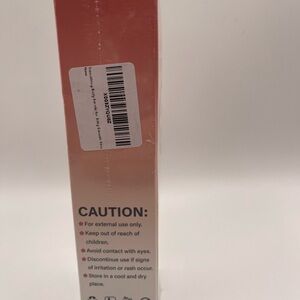 CAUTION:
For external use only.
Keep out of reach of
children.
Avoid contact with eyes.
Discontinue use if signs
of irritation or rash occur.
Store in a cool and dry
place.